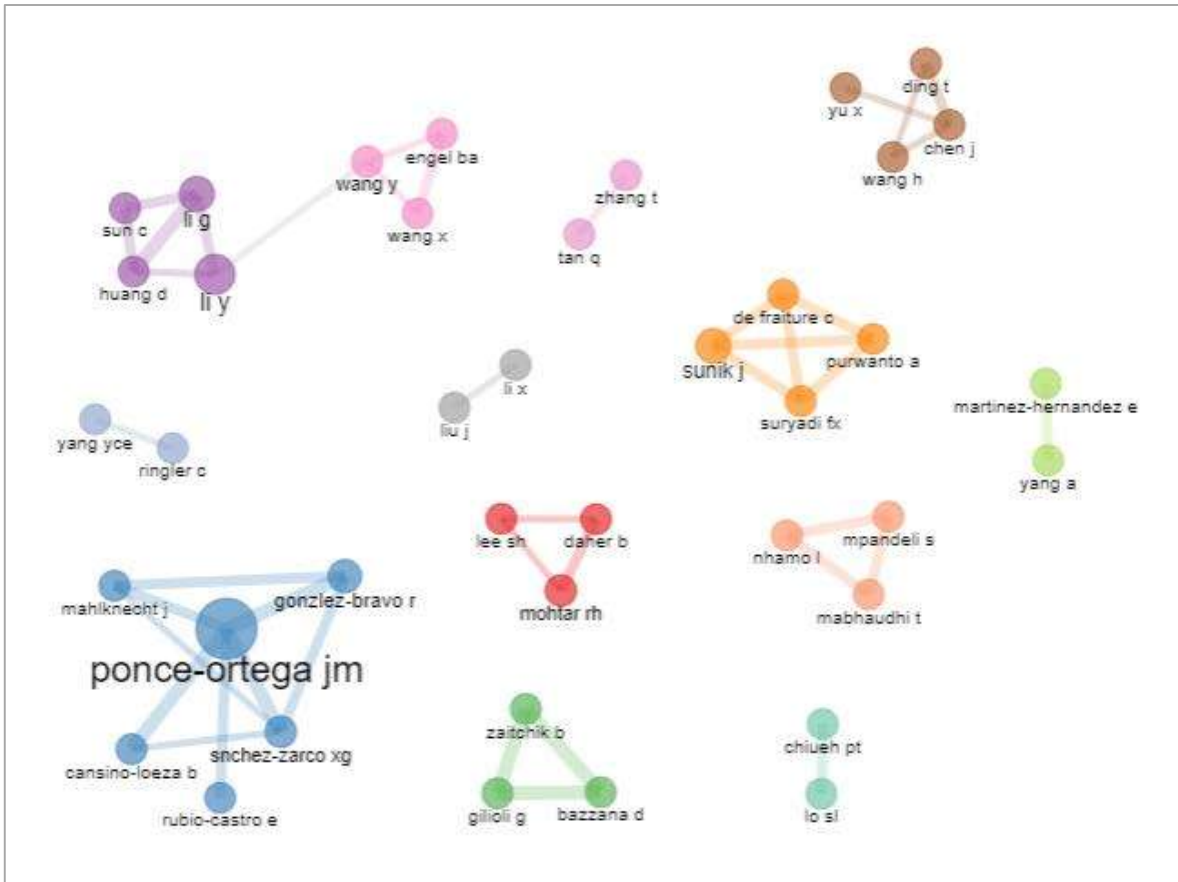 ding t
yu x
chen j
wang h
engel ba
wang y
wang x
zhang t
tan q
sun c
li g
huang d
li y
de fraiture c
sunik j
purwanto a
suryadi fx
li x
liu j
martinez-hernandez e
yang a
yang yce
ringler c
lee sh
daher b
mohtar rh
mpandeli s
nhamo l
mabhaudhi t
mahlknecht j
gonzlez-bravo r
ponce-ortega jm
snchez-zarco xg
cansino-loeza b
rubio-castro e
zaitchik b
gilioli g
bazzana d
chiueh pt
lo sl